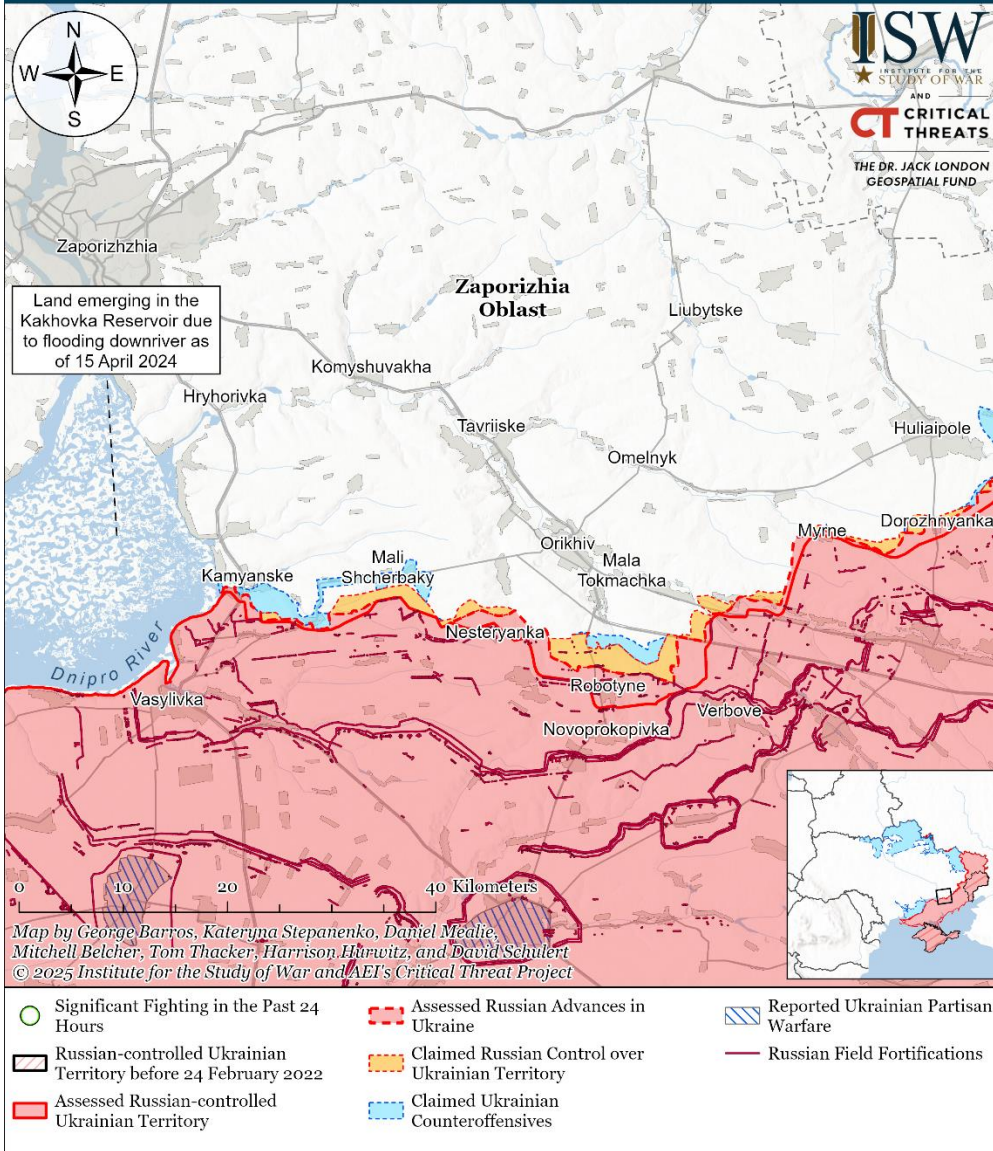 N
W E
S
ISW
INSTITUTE FOR THE
STUDY OF WAR
AND
CT CRITICAL
THREATS
THE DR. JACK LONDON
GEOSPATIAL FUND
Zaporizhzhia
Land emerging in the
Kakhovka Reservoir due
to flooding downriver as
of 15 April 2024
Zaporizhia
Oblast
Liubytske
Komyshuvakha
Hryhorivka
Tavriiske
Huliaipole
Omelnyk
Orikhiv
Myrne
Dorozhnyanka
Mali
Shcherbaky
Mala
Tokmachka
Kamyanske
Nesteryanka
Dnipro River
Robotyne
Vasylivka
Verbove
Novoprokopivka
0 10 20 40 Kilometers
Map by George Barros, Kateryna Stepanenko, Daniel Mealie,
Mitchell Belcher, Tom Thacker, Harrison Hurwitz, and David Schulert
© 2025 Institute for the Study of War and AEI's Critical Threat Project
Significant Fighting in the Past 24
Hours
Russian-controlled Ukrainian
Territory before 24 February 2022
Assessed Russian-controlled
Ukrainian Territory
Assessed Russian Advances in
Ukraine
Claimed Russian Control over
Ukrainian Territory
Claimed Ukrainian
Counteroffensives
Reported Ukrainian Partisan
Warfare
Russian Field Fortifications